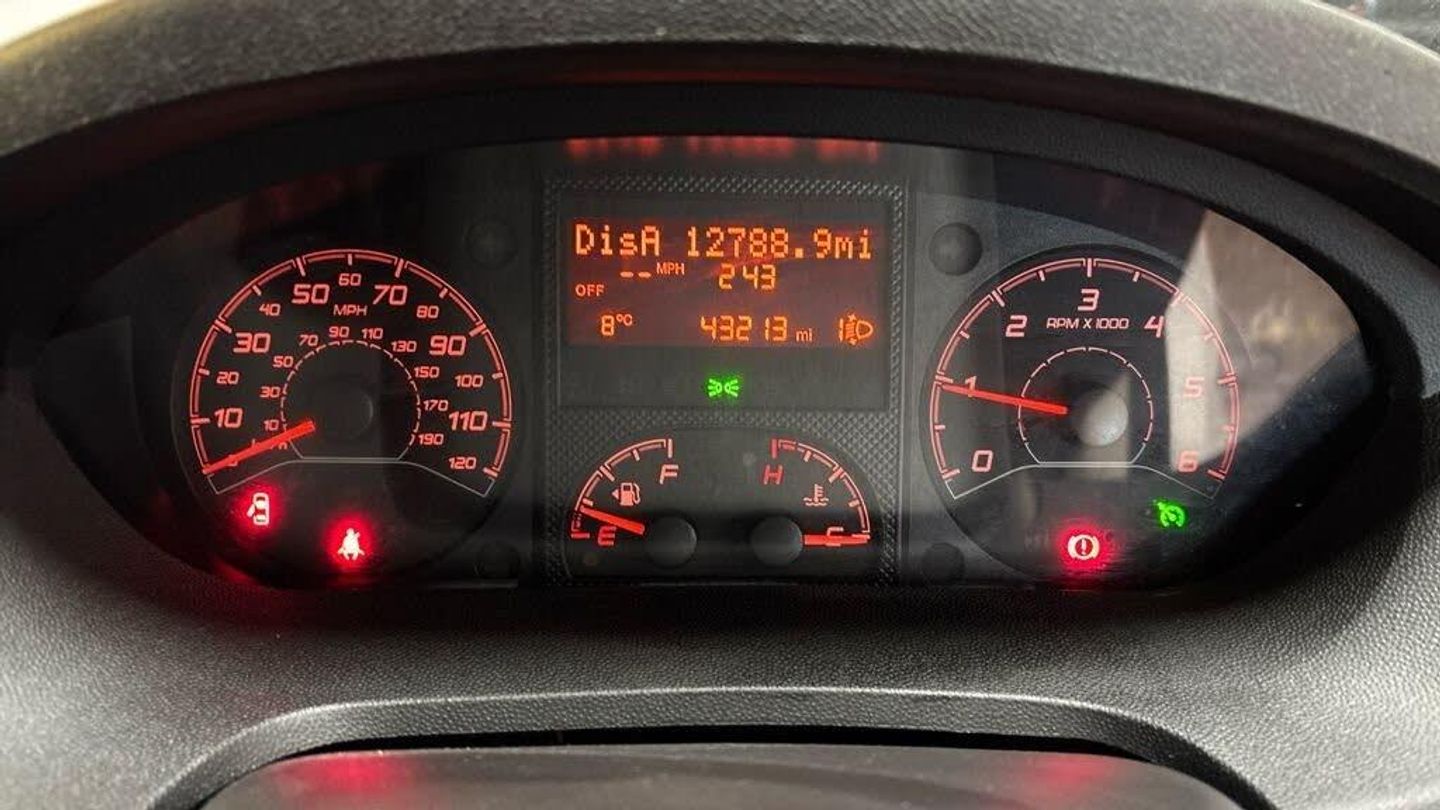 DisA 12788.9mi
-- MPH 243
OFF
8°C 43213 mi 1
0 10 20 30 40 50 60 70 80 90 100 110 120
MPH
10 30 50 70 90 110 130 150 170 190
F
E
H
C
0 1 2 3 4 5 6
RPM X 1000